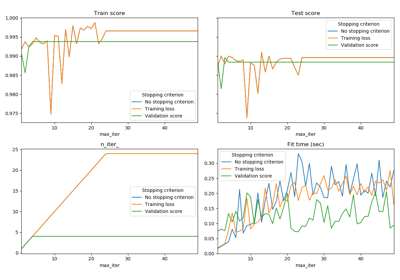 Train score
1.000
0.995
0.990
0.985
0.980
0.975
Stopping criterion
No stopping criterion
Training loss
Validation score
10 20 30 40
max_iter
Test score
Stopping criterion
No stopping criterion
Training loss
Validation score
10 20 30 40
max_iter
n_iter_
25
20
15
10
5
0
Stopping criterion
No stopping criterion
Training loss
Validation score
10 20 30 40
max_iter
Fit time (sec)
0.30
0.25
0.20
0.15
0.10
0.05
0.00
Stopping criterion
No stopping criterion
Training loss
Validation score
10 20 30 40
max_iter